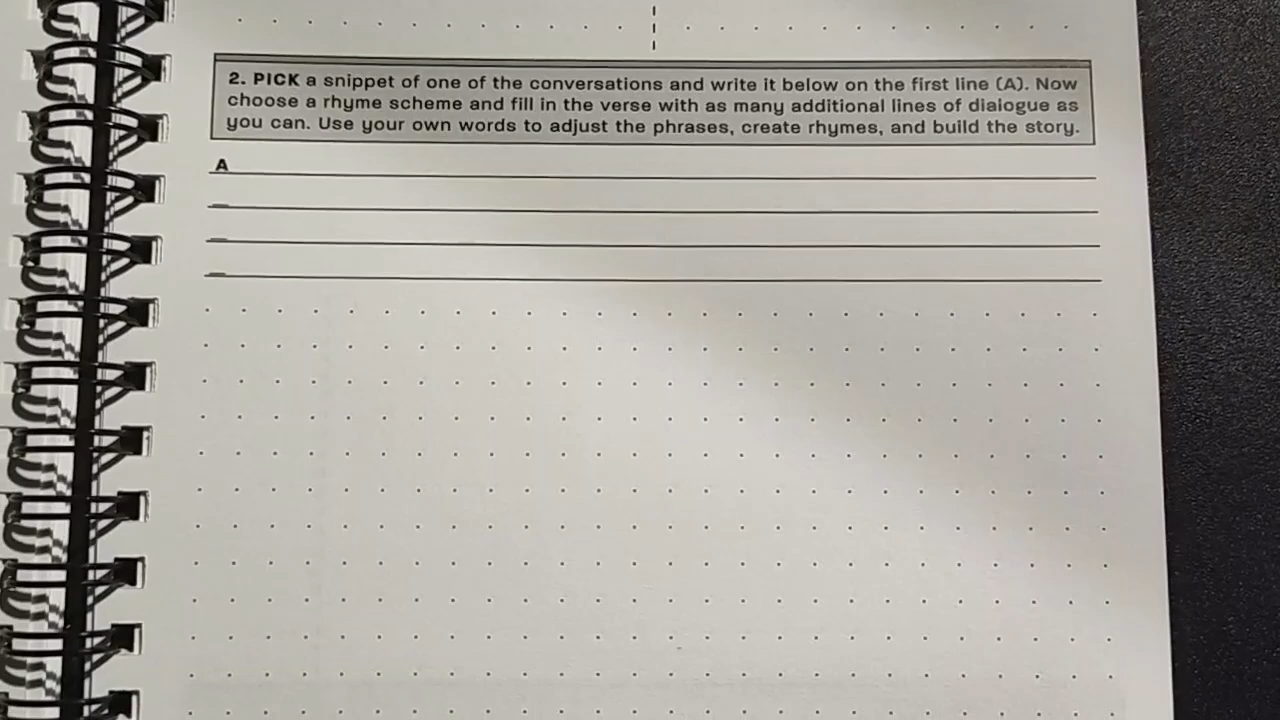 2. PICK a snippet of one of the conversations and write it below on the first line (A). Now
choose a rhyme scheme and fill in the verse with as many additional lines of dialogue as
you can. Use your own words to adjust the phrases, create rhymes, and build the story.
A